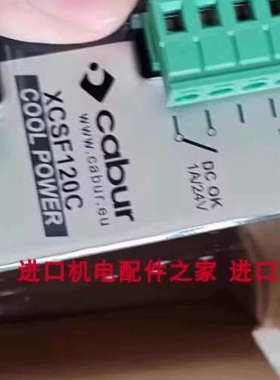 XCSF120C
COOL POWER
cabur
www.cabur.eu
DC OK
1A/24V
进口机电配件之家 进口